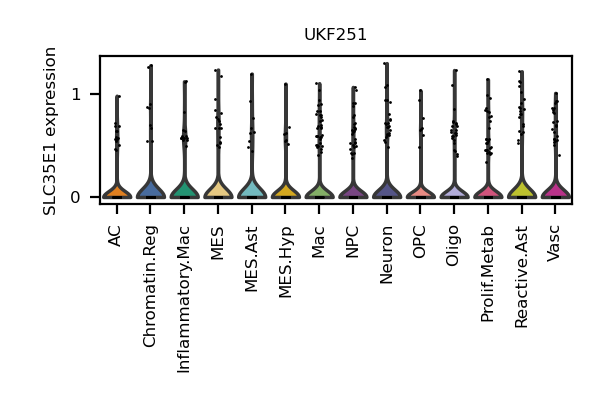 UKF251
SLC35E1 expression
1
0
AC
Chromatin.Reg
Inflammatory.Mac
MES
MES.Ast
MES.Hyp
Mac
NPC
Neuron
OPC
Oligo
Prolif.Metab
Reactive.Ast
Vasc